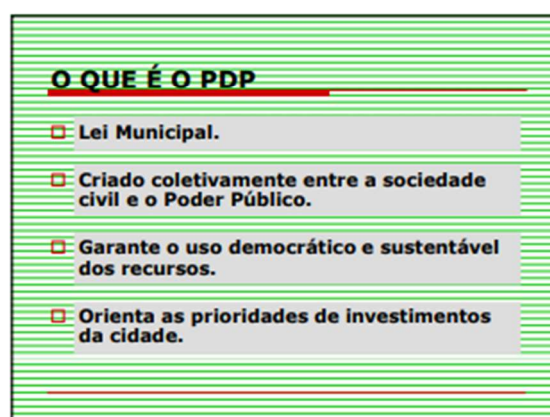 O QUE É O PDP
Lei Municipal.
Criado coletivamente entre a sociedade
civil e o Poder Público.
Garante o uso democrático e sustentável
dos recursos.
Orienta as prioridades de investimentos
da cidade.